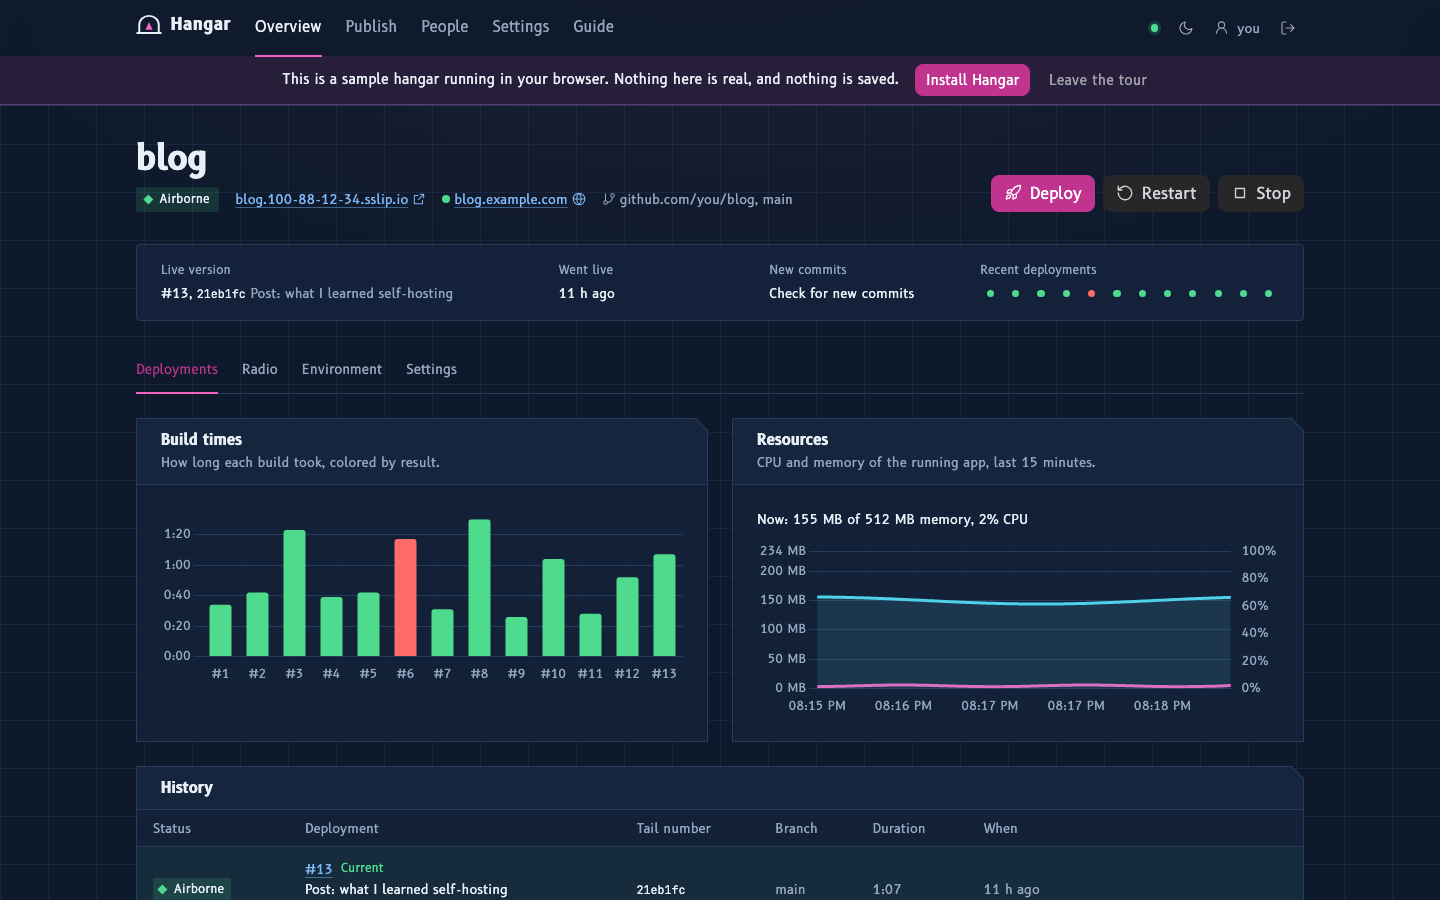 Hangar Overview Publish People Settings Guide you
This is a sample hangar running in your browser. Nothing here is real, and nothing is saved. Install Hangar Leave the tour
blog
Airborne blog.100-88-12-34.sslip.io blog.example.com github.com/you/blog, main Deploy Restart Stop
Live version Went live New commits Recent deployments
#13, 21eb1fc Post: what I learned self-hosting 11 h ago Check for new commits
Deployments Radio Environment Settings
Build times
How long each build took, colored by result.
1:20
1:00
0:40
0:20
0:00
#1 #2 #3 #4 #5 #6 #7 #8 #9 #10 #11 #12 #13
Resources
CPU and memory of the running app, last 15 minutes.
Now: 155 MB of 512 MB memory, 2% CPU
234 MB 100%
200 MB 80%
150 MB 60%
100 MB 40%
50 MB 20%
0 MB 0%
08:15 PM 08:16 PM 08:17 PM 08:17 PM 08:18 PM
History
Status Deployment Tail number Branch Duration When
#13 Current
Airborne Post: what I learned self-hosting 21eb1fc main 1:07 11 h ago